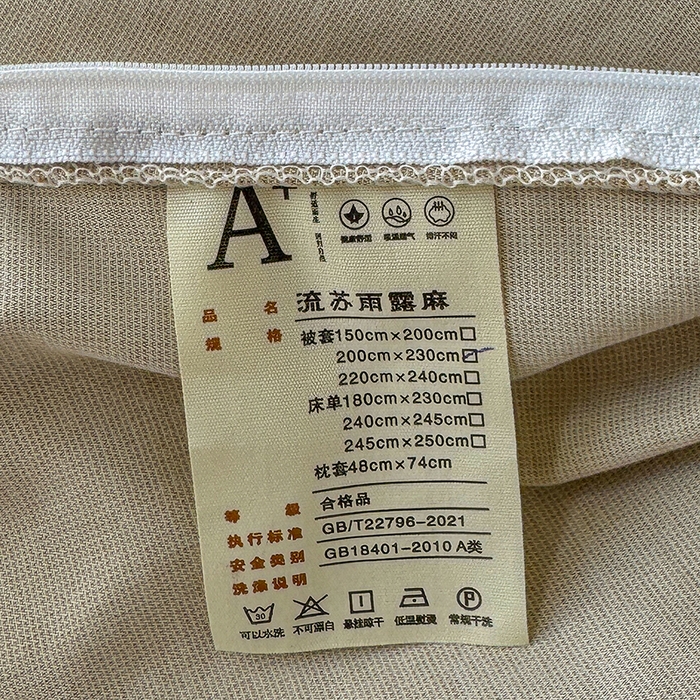 A+
健康舒适 吸湿透气 得汗不闷
品名 流苏雨露麻
规格 被套150cm×200cm☐
200cm×230cm☑
220cm×240cm☐
床单180cm×230cm☐
240cm×245cm☐
245cm×250cm☐
枕套48cm×74cm
等级 合格品
执行标准 GB/T22796-2021
安全类别 GB18401-2010 A类
洗涤说明
30 P
可以水洗 不可漂白 悬挂晾干 低温熨烫 常规干洗